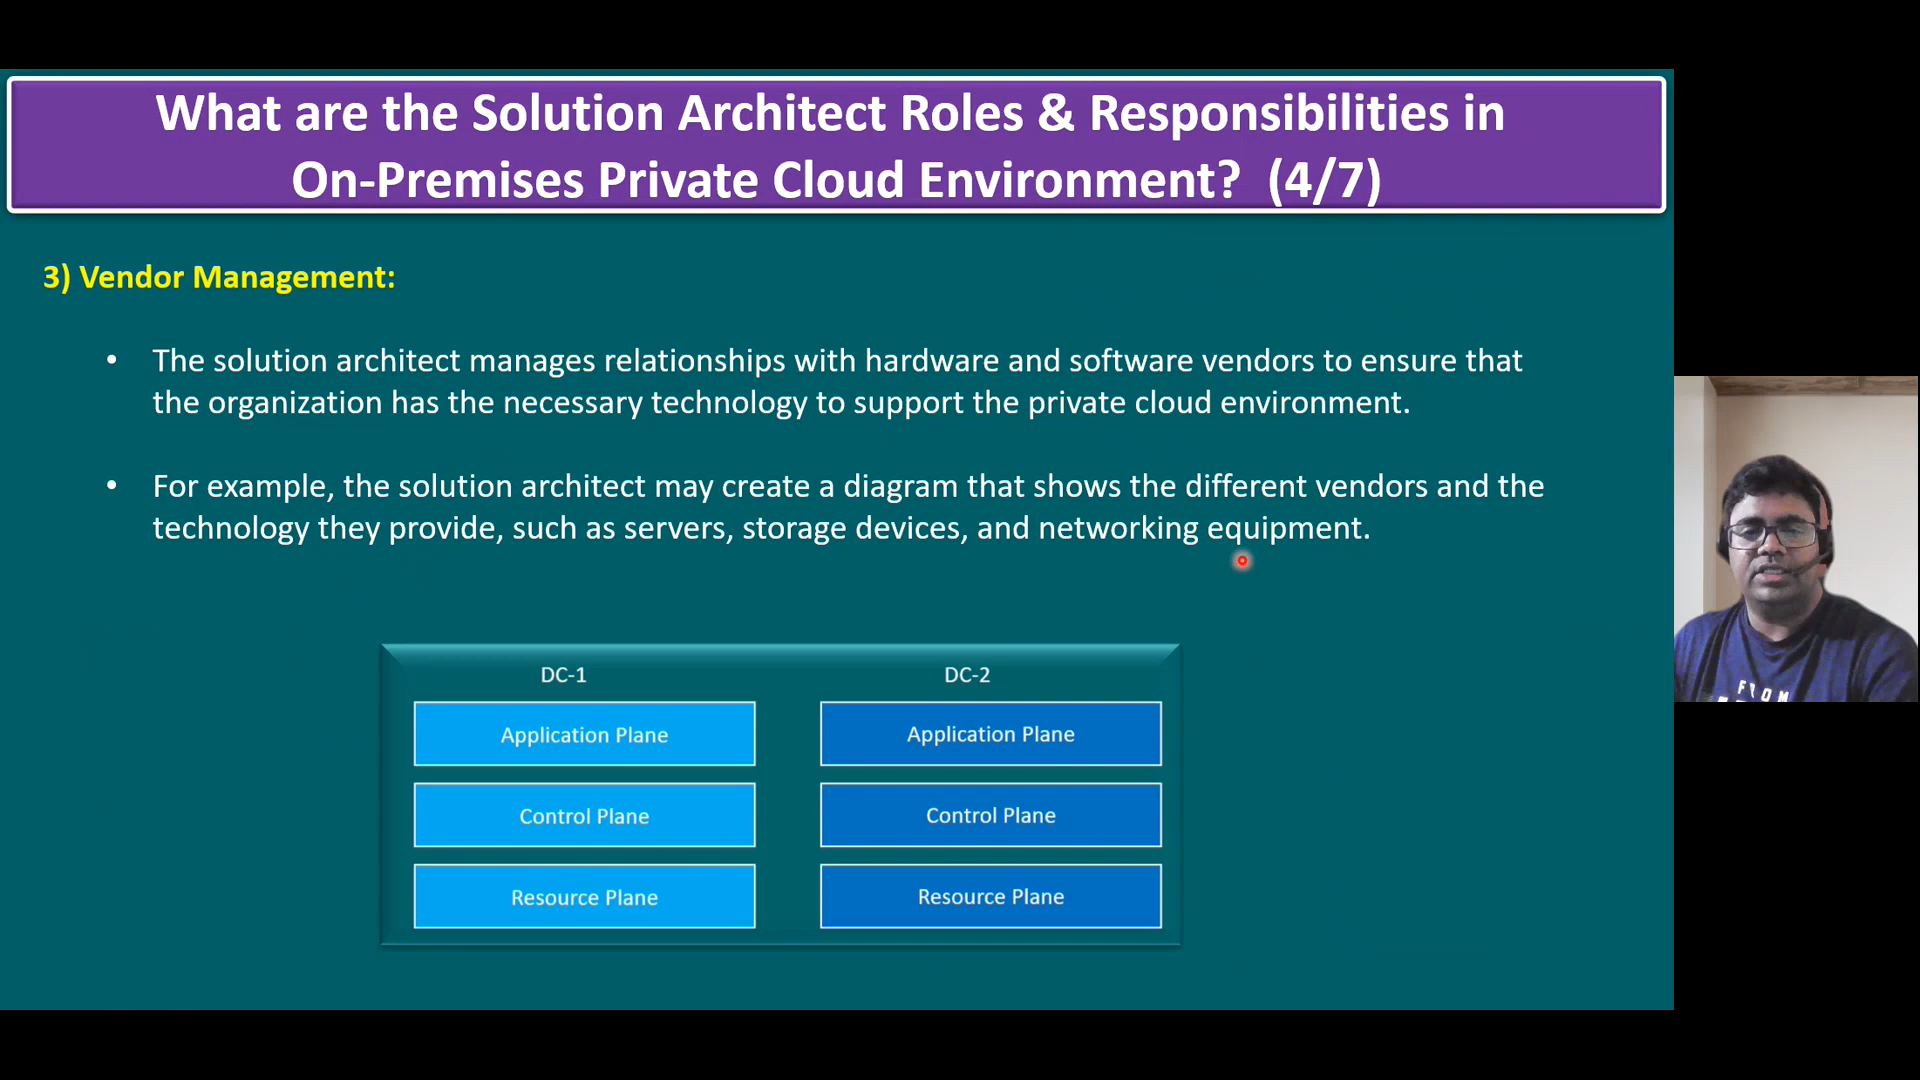 What are the Solution Architect Roles & Responsibilities in
On-Premises Private Cloud Environment? (4/7)
3) Vendor Management:
• The solution architect manages relationships with hardware and software vendors to ensure that
the organization has the necessary technology to support the private cloud environment.
• For example, the solution architect may create a diagram that shows the different vendors and the
technology they provide, such as servers, storage devices, and networking equipment.
DC-1
DC-2
Application Plane
Application Plane
Control Plane
Control Plane
Resource Plane
Resource Plane